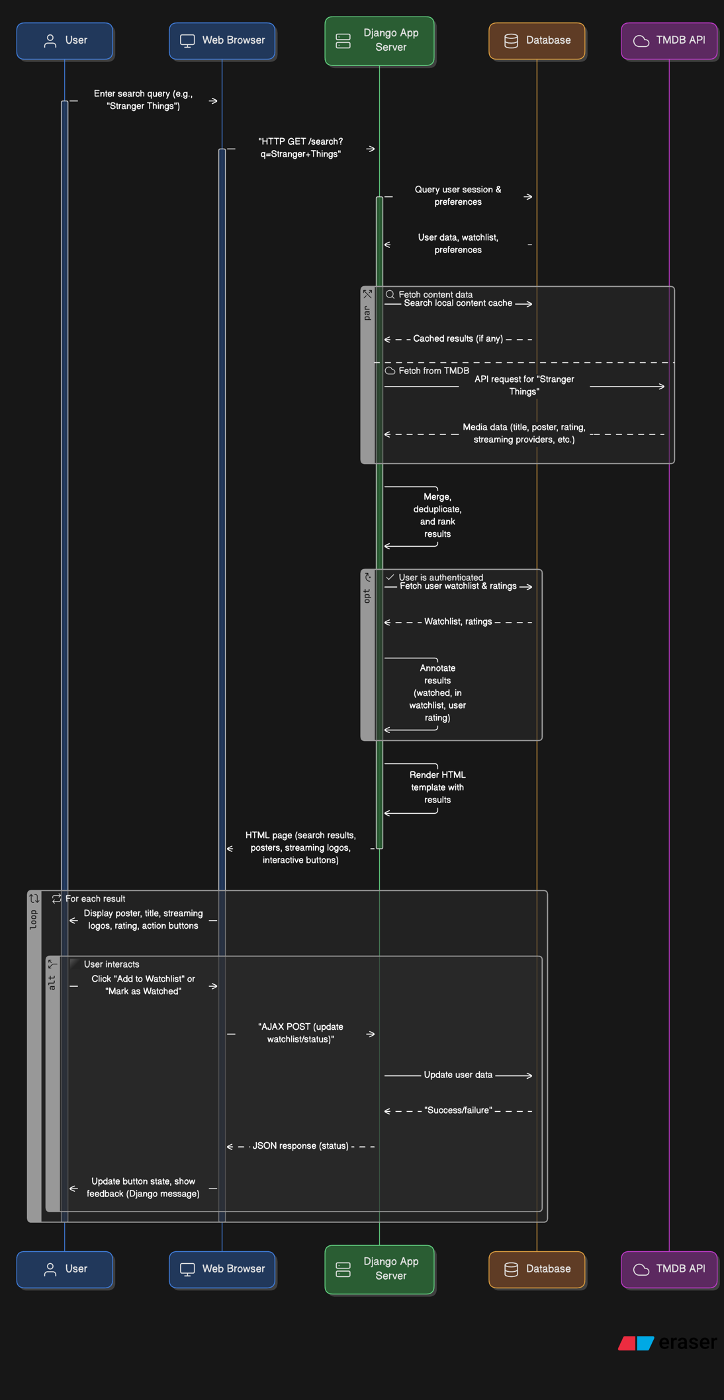 User
Web Browser
Django App
Server
Database
TMDB API
Enter search query (e.g.,
"Stranger Things")
"HTTP GET /search?
q=Stranger+Things"
Query user session &
preferences
User data, watchlist,
preferences
par
Fetch content data
Search local content cache
Cached results (if any)
Fetch from TMDB
API request for "Stranger
Things"
Media data (title, poster, rating,
streaming providers, etc.)
Merge,
deduplicate,
and rank
results
opt
User is authenticated
Fetch user watchlist & ratings
Watchlist, ratings
Annotate
results
(watched, in
watchlist, user
rating)
Render HTML
template with
results
HTML page (search results,
posters, streaming logos,
interactive buttons)
loop
For each result
Display poster, title, streaming
logos, rating, action buttons
alt
User interacts
Click "Add to Watchlist" or
"Mark as Watched"
"AJAX POST (update
watchlist/status)"
Update user data
"Success/failure"
JSON response (status)
Update button state, show
feedback (Django message)
User
Web Browser
Django App
Server
Database
TMDB API
eraser